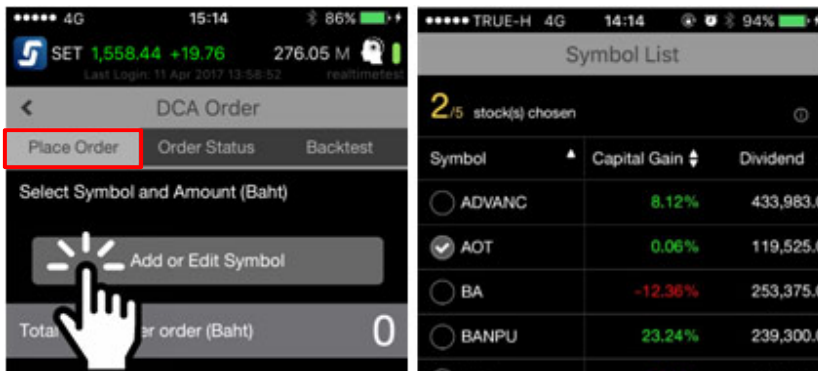 4G 15:14 86%
SET 1,558.44 +19.76 276.05 M
Last Login: 11 Apr 2017 13:58:52 realtimetest
DCA Order
Place Order Order Status Backtest
Select Symbol and Amount (Baht)
Add or Edit Symbol
Total er order (Baht) 0
TRUE-H 4G 14:14 94%
Symbol List
2/5 stock(s) chosen
Symbol Capital Gain Dividend
ADVANC 8.12% 433,983.
AOT 0.06% 119,525.
BA -12.36% 253,375.
BANPU 23.24% 239,300.